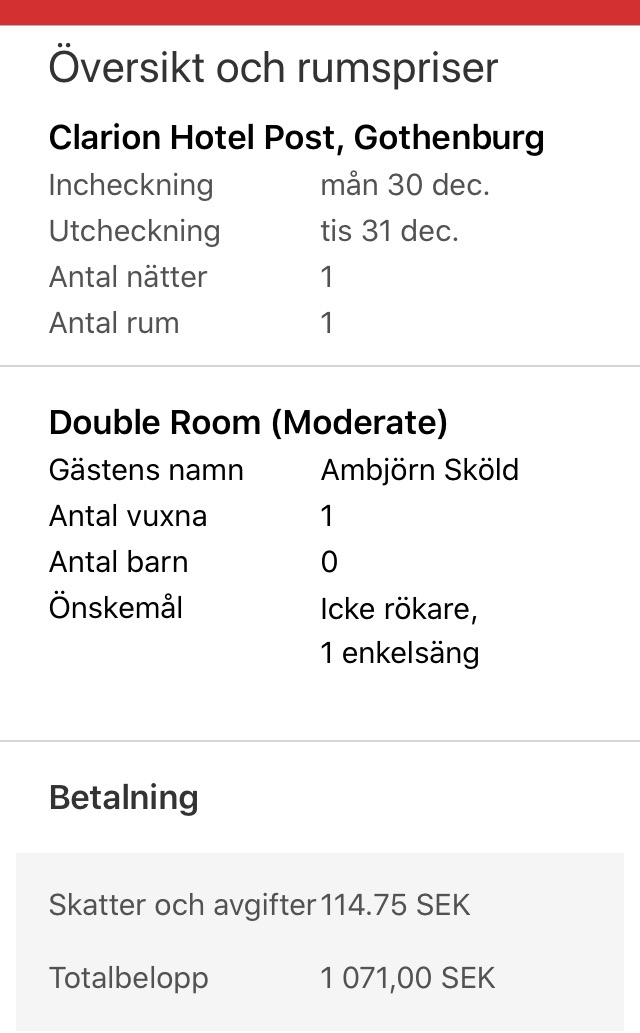 Översikt och rumspriser
Clarion Hotel Post, Gothenburg
Incheckning mån 30 dec.
Utcheckning tis 31 dec.
Antal nätter 1
Antal rum 1
Double Room (Moderate)
Gästens namn Ambjörn Sköld
Antal vuxna 1
Antal barn 0
Önskemål Icke rökare,
1 enkelsäng
Betalning
Skatter och avgifter 114.75 SEK
Totalbelopp 1 071,00 SEK